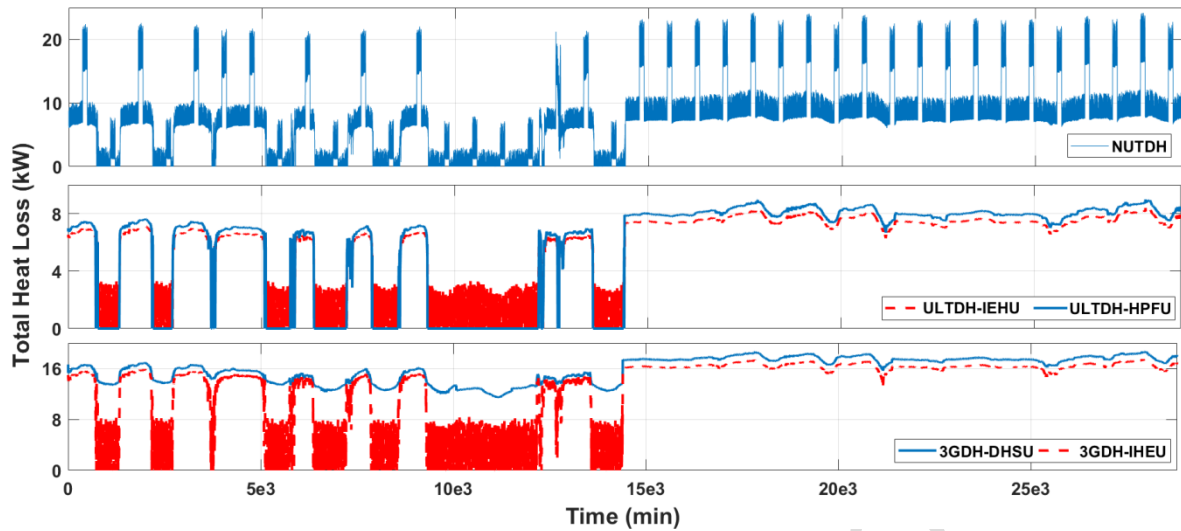 Total Heat Loss (kW)
20
10
0
NUTDH
8
4
0
ULTDH-IEHU
ULTDH-HPFU
16
8
0
3GDH-DHSU
3GDH-IHEU
0
5e3
10e3
15e3
20e3
25e3
Time (min)